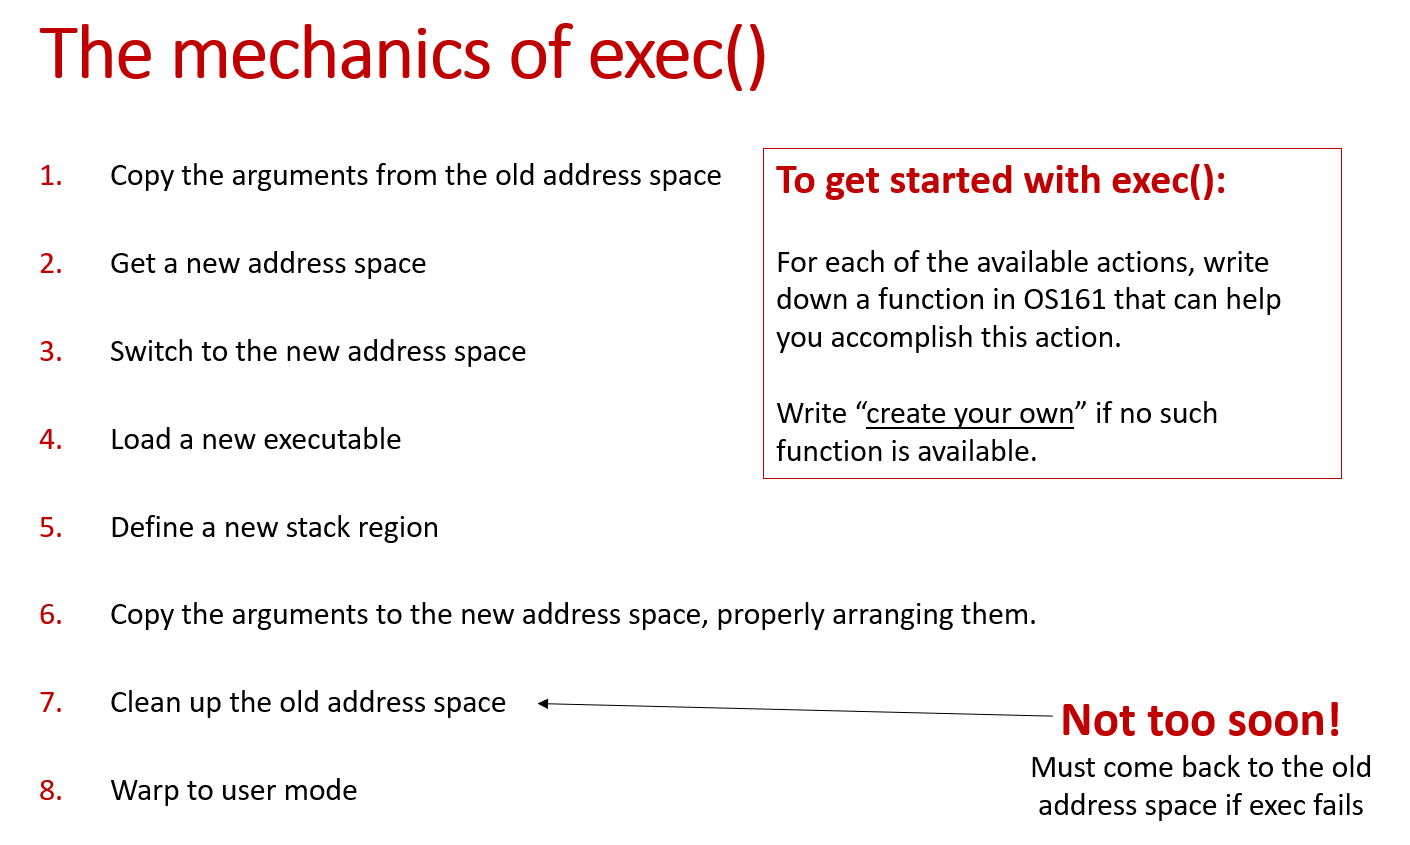 The mechanics of exec()
1. Copy the arguments from the old address space
2. Get a new address space
3. Switch to the new address space
4. Load a new executable
5. Define a new stack region
6. Copy the arguments to the new address space, properly arranging them.
7. Clean up the old address space
8. Warp to user mode
To get started with exec():
For each of the available actions, write
down a function in OS161 that can help
you accomplish this action.
Write “create your own” if no such
function is available.
Not too soon!
Must come back to the old
address space if exec fails